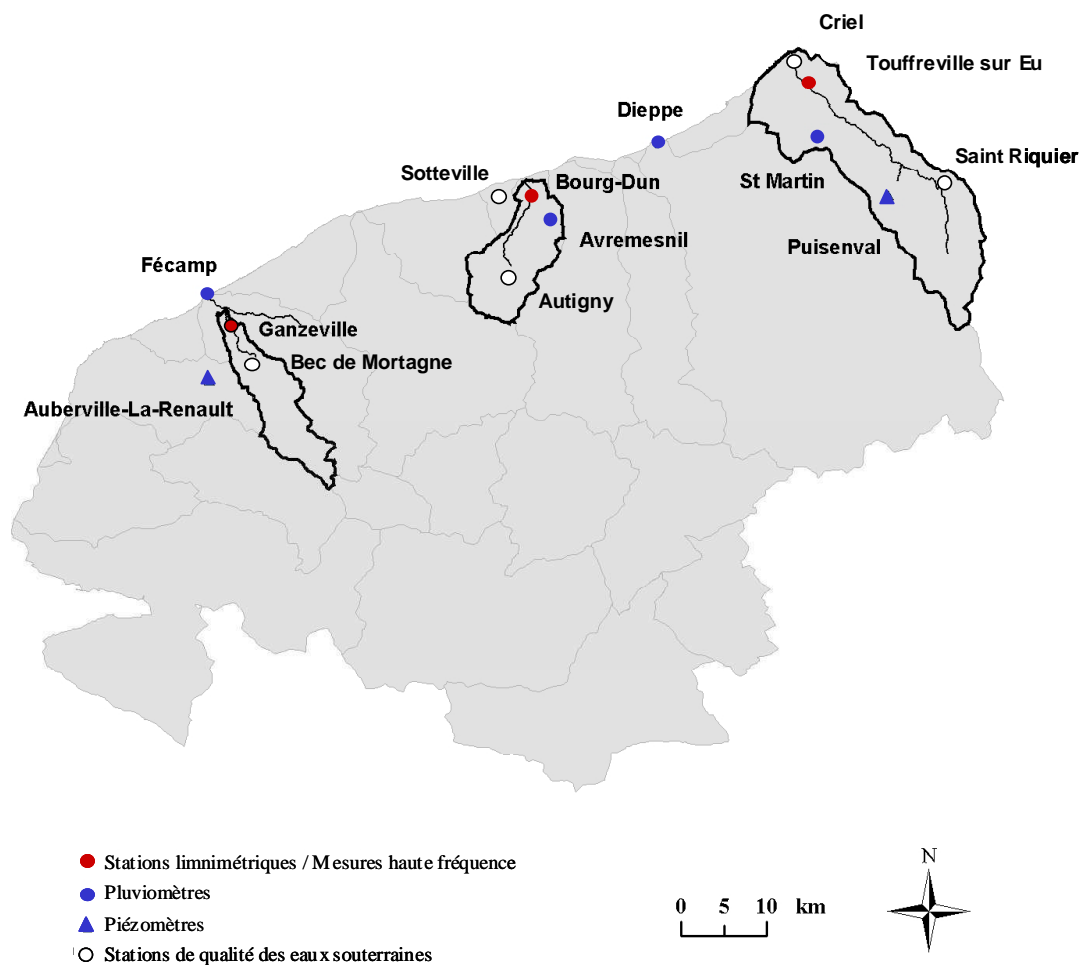 Criel
Touffreville sur Eu
Dieppe
Saint Riquier
Sotteville
Bourg-Dun
St Martin
Avremesnil
Puisenval
Fécamp
Autigny
Ganzeville
Bec de Mortagne
Auberville-La-Renault
N
Stations limnimétriques / Mesures haute fréquence
Pluviomètres
0 5 10 km
Piézomètres
Stations de qualité des eaux souterraines